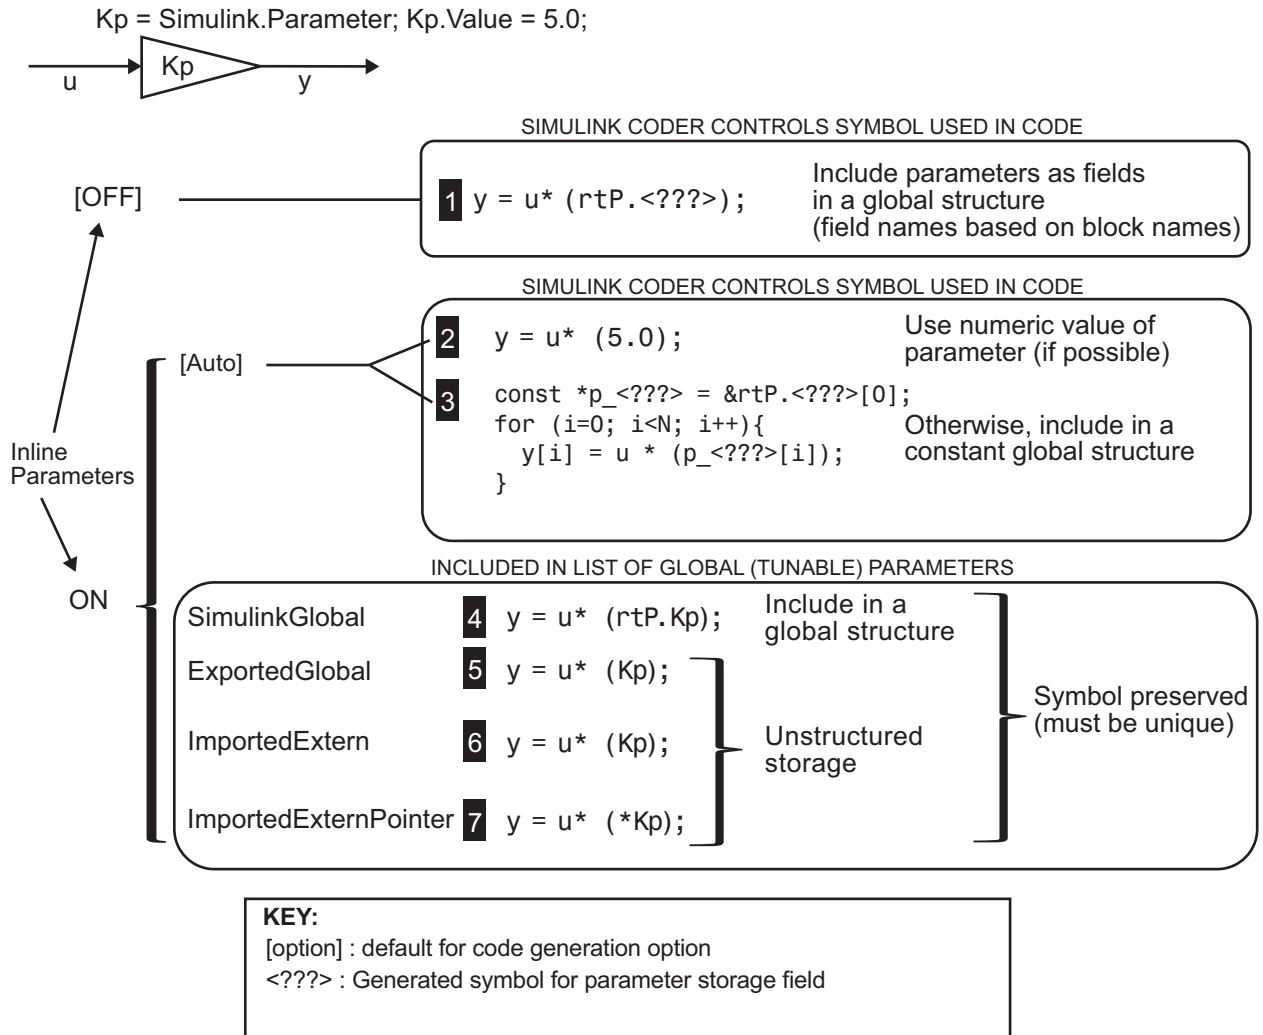 Kp = Simulink.Parameter; Kp.Value = 5.0;
Kp
u
y
SIMULINK CODER CONTROLS SYMBOL USED IN CODE
[OFF]
1 y = u* (rtP.<???>);
Include parameters as fields
in a global structure
(field names based on block names)
SIMULINK CODER CONTROLS SYMBOL USED IN CODE
[Auto]
2 y = u* (5.0);
Use numeric value of
parameter (if possible)
3 const *p_<???> = &rtP.<???>[0];
for (i=0; i<N; i++){
y[i] = u * (p_<???>[i]);
}
Otherwise, include in a
constant global structure
Inline
Parameters
ON
INCLUDED IN LIST OF GLOBAL (TUNABLE) PARAMETERS
SimulinkGlobal 4 y = u* (rtP.Kp);
Include in a
global structure
ExportedGlobal 5 y = u* (Kp);
ImportedExtern 6 y = u* (Kp);
Unstructured
storage
Symbol preserved
(must be unique)
ImportedExternPointer 7 y = u* (*Kp);
KEY:
[option] : default for code generation option
<???> : Generated symbol for parameter storage field